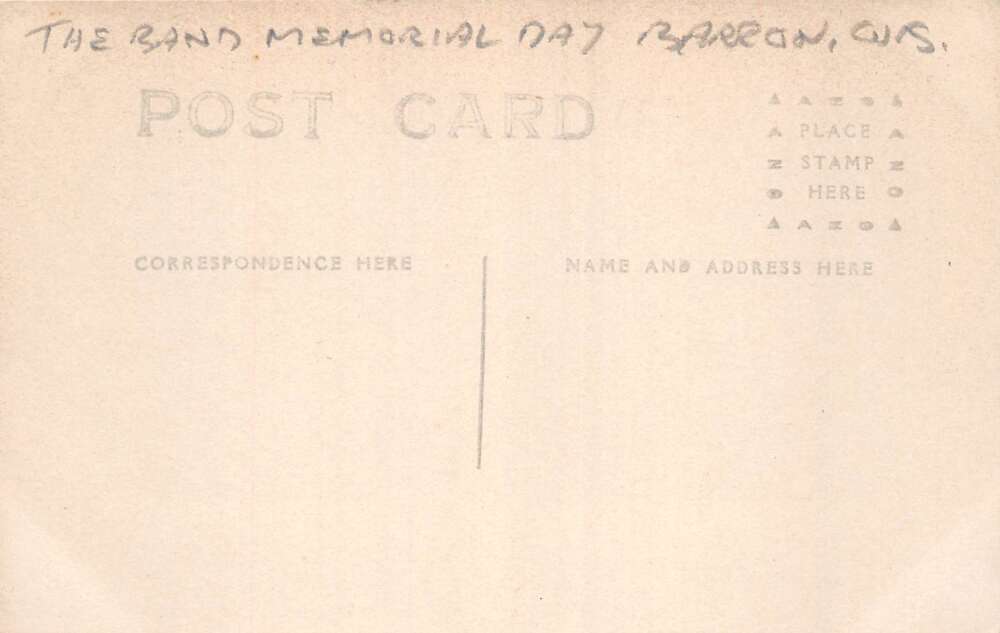 THE BAND MEMORIAL DAY BARRON, WIS.
POST CARD
▲ A Z O ▲
A PLACE A
Z STAMP Z
O HERE O
▲ A Z O ▲
CORRESPONDENCE HERE
NAME AND ADDRESS HERE